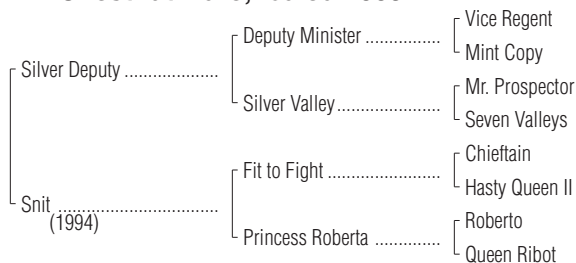 Vice Regent
Deputy Minister ................
Mint Copy
Silver Deputy ....................
Mr. Prospector
Silver Valley......................
Seven Valleys
Chieftain
Fit to Fight ........................
Hasty Queen II
Snit ...................................
(1994)
Roberto
Princess Roberta ..............
Queen Ribot